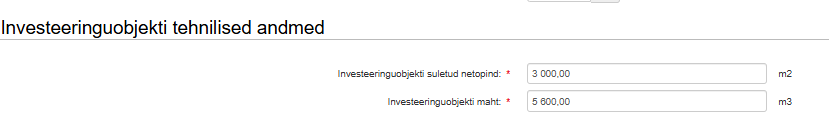 Investeeringuobjekti tehnilised andmed
Investeeringuobjekti suletud netopind: * 3 000,00 m2
Investeeringuobjekti maht: * 5 600,00 m3